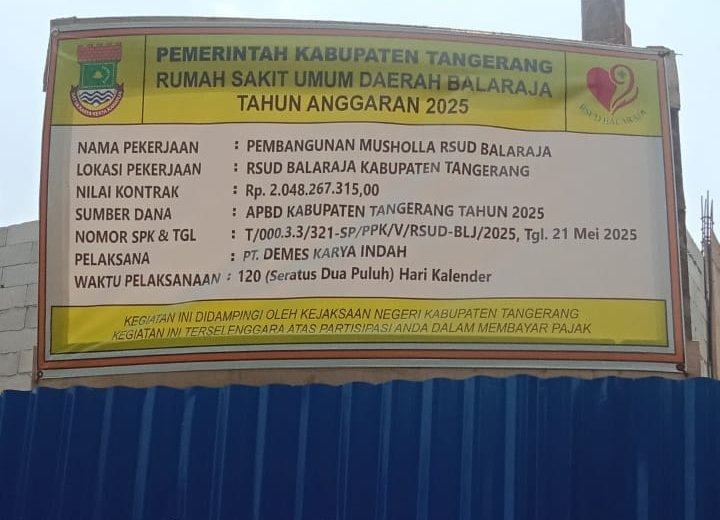 PEMERINTAH KABUPATEN TANGERANG
RUMAH SAKIT UMUM DAERAH BALARAJA
TAHUN ANGGARAN 2025
RSUD BALARAJA
NAMA PEKERJAAN : PEMBANGUNAN MUSHOLLA RSUD BALARAJA
LOKASI PEKERJAAN : RSUD BALARAJA KABUPATEN TANGERANG
NILAI KONTRAK : Rp. 2.048.267.315,00
SUMBER DANA : APBD KABUPATEN TANGERANG TAHUN 2025
NOMOR SPK & TGL : T/000.3.3/321-SP/PPK/V/RSUD-BLJ/2025, Tgl. 21 Mei 2025
PELAKSANA : PT. DEMES KARYA INDAH
WAKTU PELAKSANAAN : 120 (Seratus Dua Puluh) Hari Kalender
KEGIATAN INI DIDAMPINGI OLEH KEJAKSAAN NEGERI KABUPATEN TANGERANG
KEGIATAN INI TERSELENGGARA ATAS PARTISIPASI ANDA DALAM MEMBAYAR PAJAK